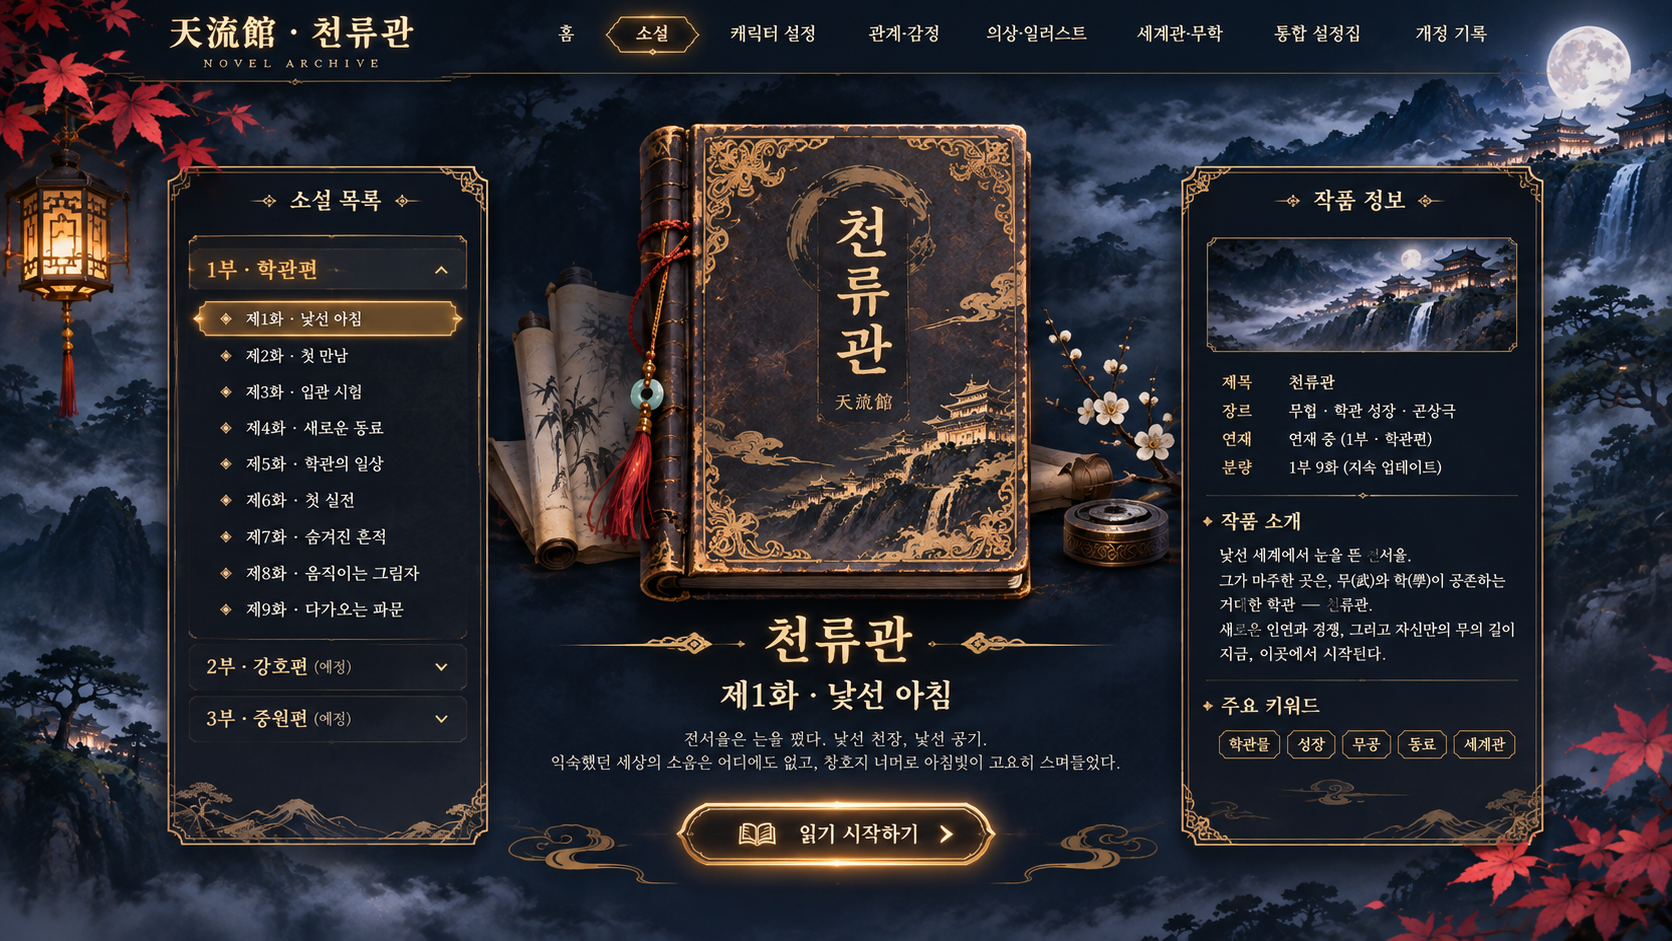 天流館 · 천류관
NOVEL ARCHIVE
홈
소설
캐릭터 설정
관계·감정
의상·일러스트
세계관·무학
통합 설정집
개정 기록
소설 목록
1부 · 학관편
제1화 · 낯선 아침
제2화 · 첫 만남
제3화 · 입관 시험
제4화 · 새로운 동료
제5화 · 학관의 일상
제6화 · 첫 실전
제7화 · 숨겨진 흔적
제8화 · 움직이는 그림자
제9화 · 다가오는 파문
2부 · 강호편 (예정)
3부 · 중원편 (예정)
천류관
天流館
천류관
제1화 · 낯선 아침
전서율은 눈을 떴다. 낯선 천장, 낯선 공기.
익숙했던 세상의 소음은 어디에도 없고, 창호지 너머로 아침빛이 고요히 스며들었다.
읽기 시작하기
작품 정보
제목 천류관
장르 무협 · 학관 성장 · 군상극
연재 연재 중 (1부 · 학관편)
분량 1부 9화 (지속 업데이트)
작품 소개
낯선 세계에서 눈을 뜬 전서율.
그가 마주한 곳은, 무(武)와 학(學)이 공존하는
거대한 학관 — 천류관.
새로운 인연과 경쟁, 그리고 자신만의 무의 길이
지금, 이곳에서 시작된다.
주요 키워드
학관물
성장
무공
동료
세계관